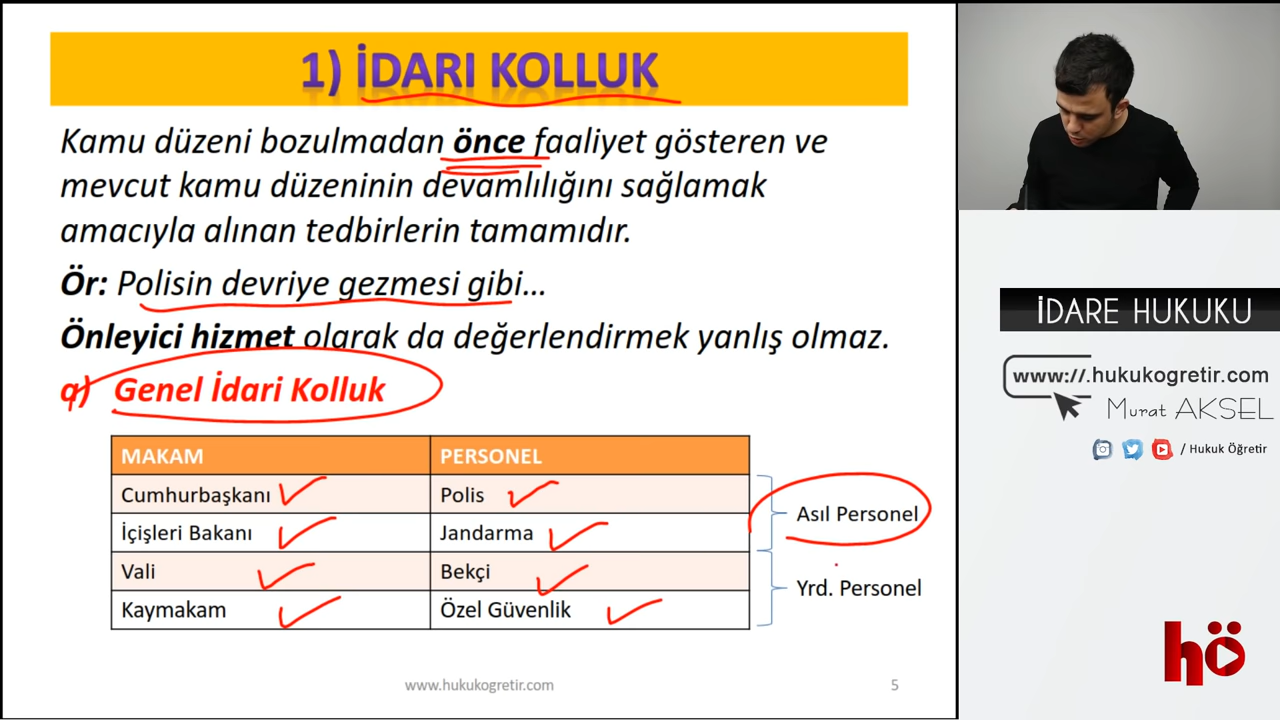 1) İDARI KOLLUK
Kamu düzeni bozulmadan önce faaliyet gösteren ve
mevcut kamu düzeninin devamlılığını sağlamak
amacıyla alınan tedbirlerin tamamıdır.
Ör: Polisin devriye gezmesi gibi...
Önleyici hizmet olarak da değerlendirmek yanlış olmaz.
a) Genel İdari Kolluk
MAKAM PERSONEL
Cumhurbaşkanı Polis
İçişleri Bakanı Jandarma
Vali Bekçi
Kaymakam Özel Güvenlik
Asıl Personel
Yrd. Personel
www.hukukogretir.com 5
İDARE HUKUKU
www://.hukukogretir.com
Murat AKSEL
/ Hukuk Öğretir
hö